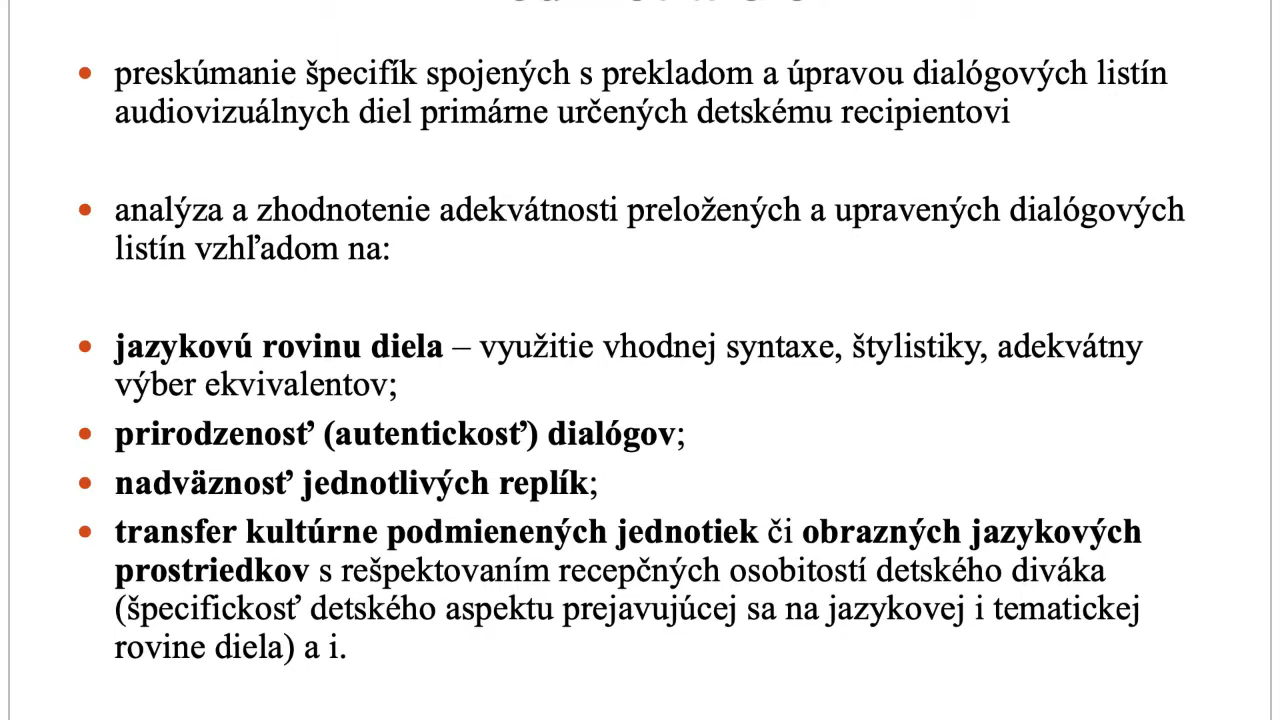 • preskúmanie špecifík spojených s prekladom a úpravou dialógových listín
audiovizuálnych diel primárne určených detskému recipientovi
• analýza a zhodnotenie adekvátnosti preložených a upravených dialógových
listín vzhľadom na:
• jazykovú rovinu diela – využitie vhodnej syntaxe, štylistiky, adekvátny
výber ekvivalentov;
• prirodzenosť (autentickosť) dialógov;
• nadväznosť jednotlivých replík;
• transfer kultúrne podmienených jednotiek či obrazných jazykových
prostriedkov s rešpektovaním recepčných osobitostí detského diváka
(špecifickosť detského aspektu prejavujúcej sa na jazykovej i tematickej
rovine diela) a i.